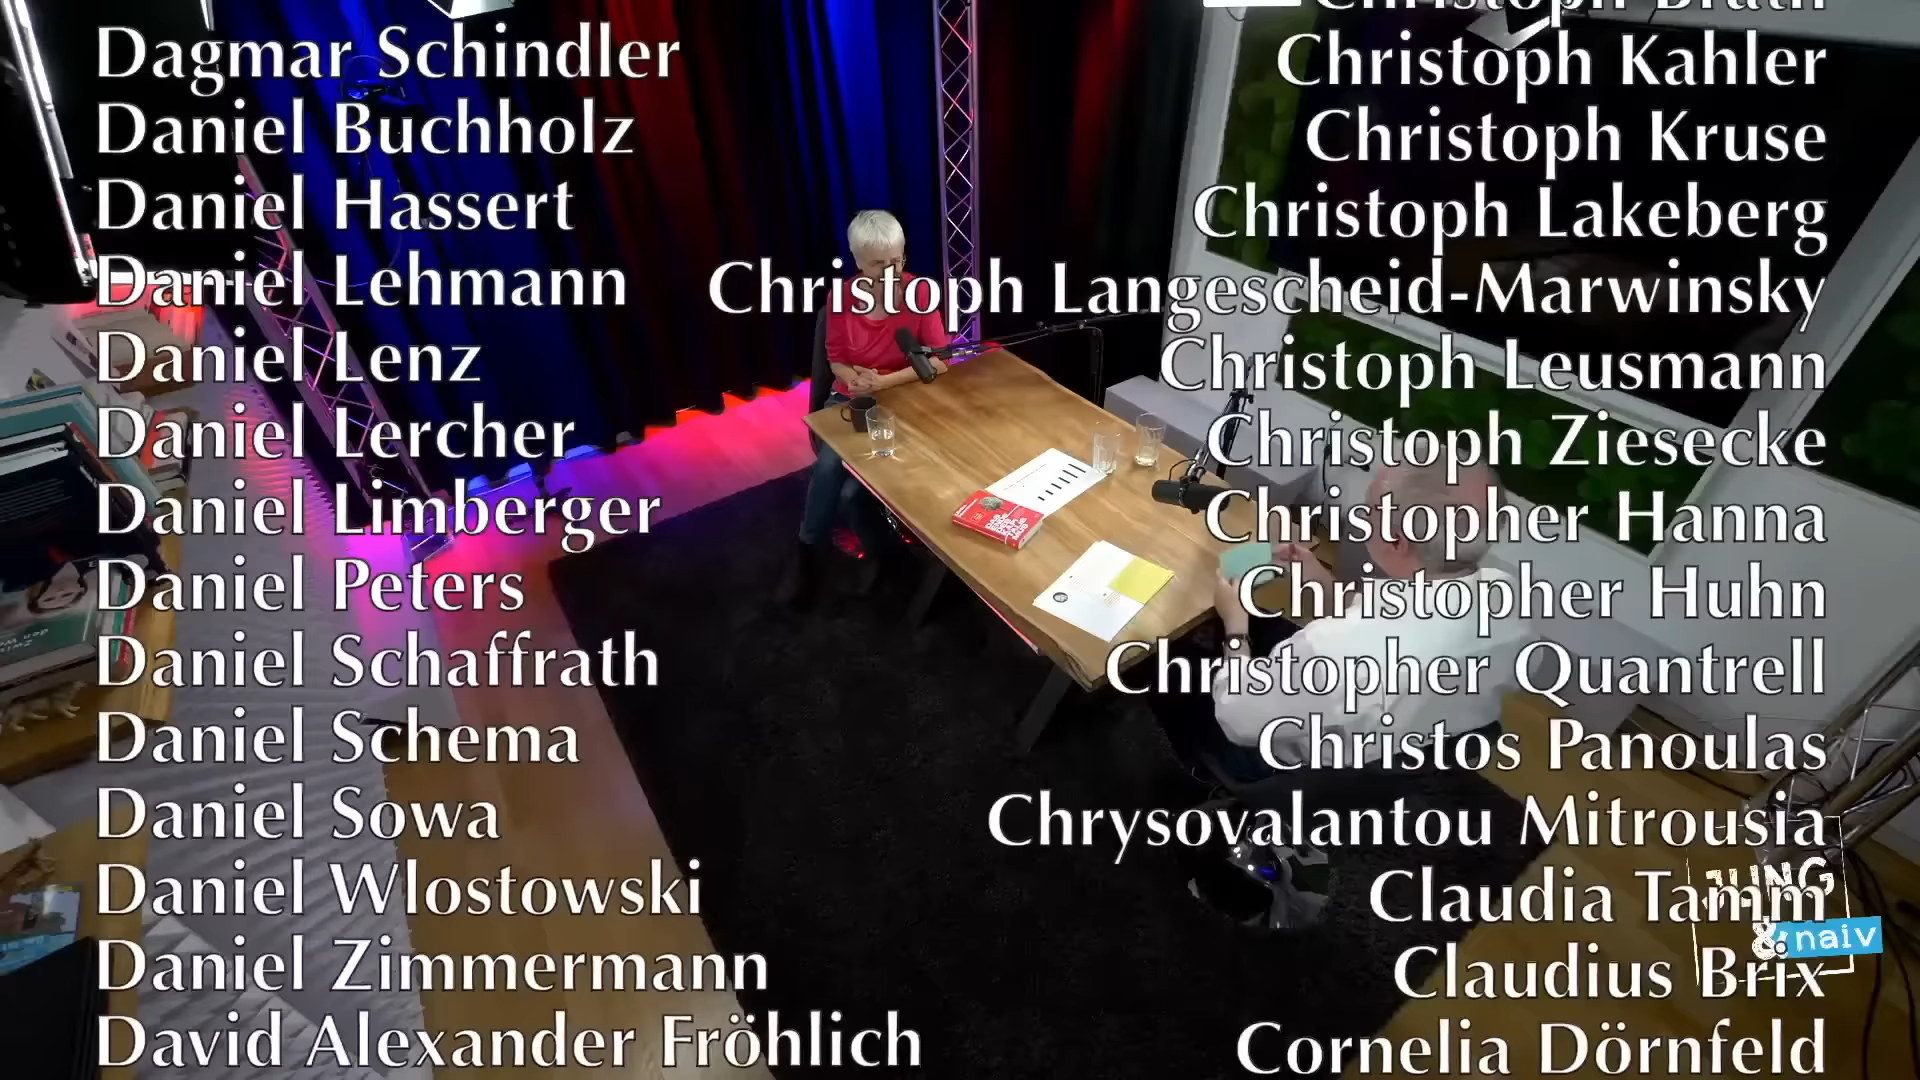 Dagmar Schindler
Daniel Buchholz
Daniel Hassert
Daniel Lehmann
Daniel Lenz
Daniel Lercher
Daniel Limberger
Daniel Peters
Daniel Schaffrath
Daniel Schema
Daniel Sowa
Daniel Wlostowski
Daniel Zimmermann
David Alexander Fröhlich
Christoph Kahler
Christoph Kruse
Christoph Lakeberg
Christoph Langescheid-Marwinsky
Christoph Leusmann
Christoph Ziesecke
Christopher Hanna
Christopher Huhn
Christopher Quantrell
Christos Panoulas
Chrysovalantou Mitrousia
Claudia Tamm
Claudius Brix
Cornelia Dörnfeld
JUNG
& naiv